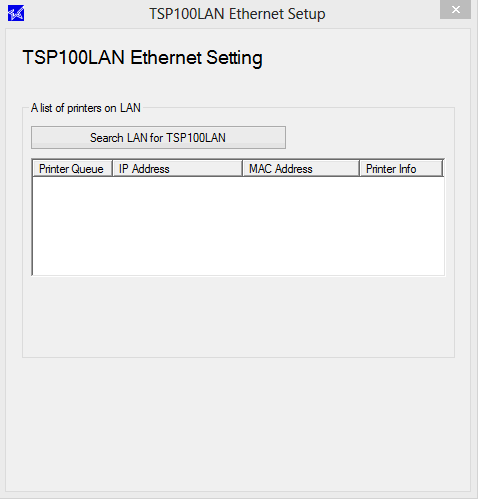 TSP100LAN Ethernet Setup
TSP100LAN Ethernet Setting
A list of printers on LAN
Search LAN for TSP100LAN
Printer Queue IP Address MAC Address Printer Info